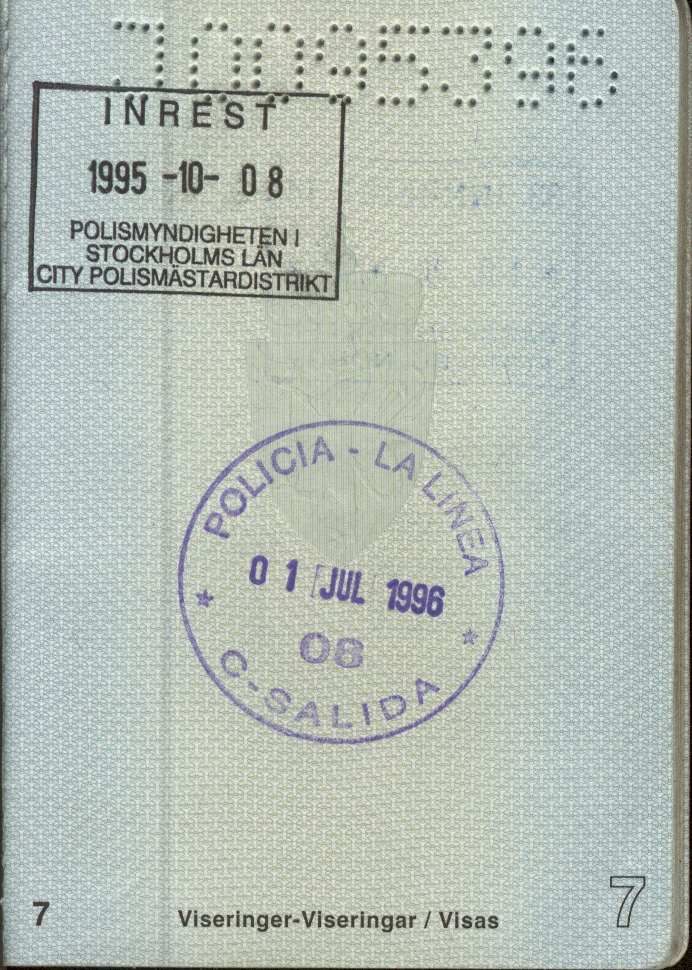 INREST
1995 -10- 08
POLISMYNDIGHETEN I
STOCKHOLMS LÄN
CITY POLISMÄSTARDISTRIKT
POLICIA - LA LINEA
01 JUL 1996
08
C-SALIDA
7
Viseringer-Viseringar / Visas
7